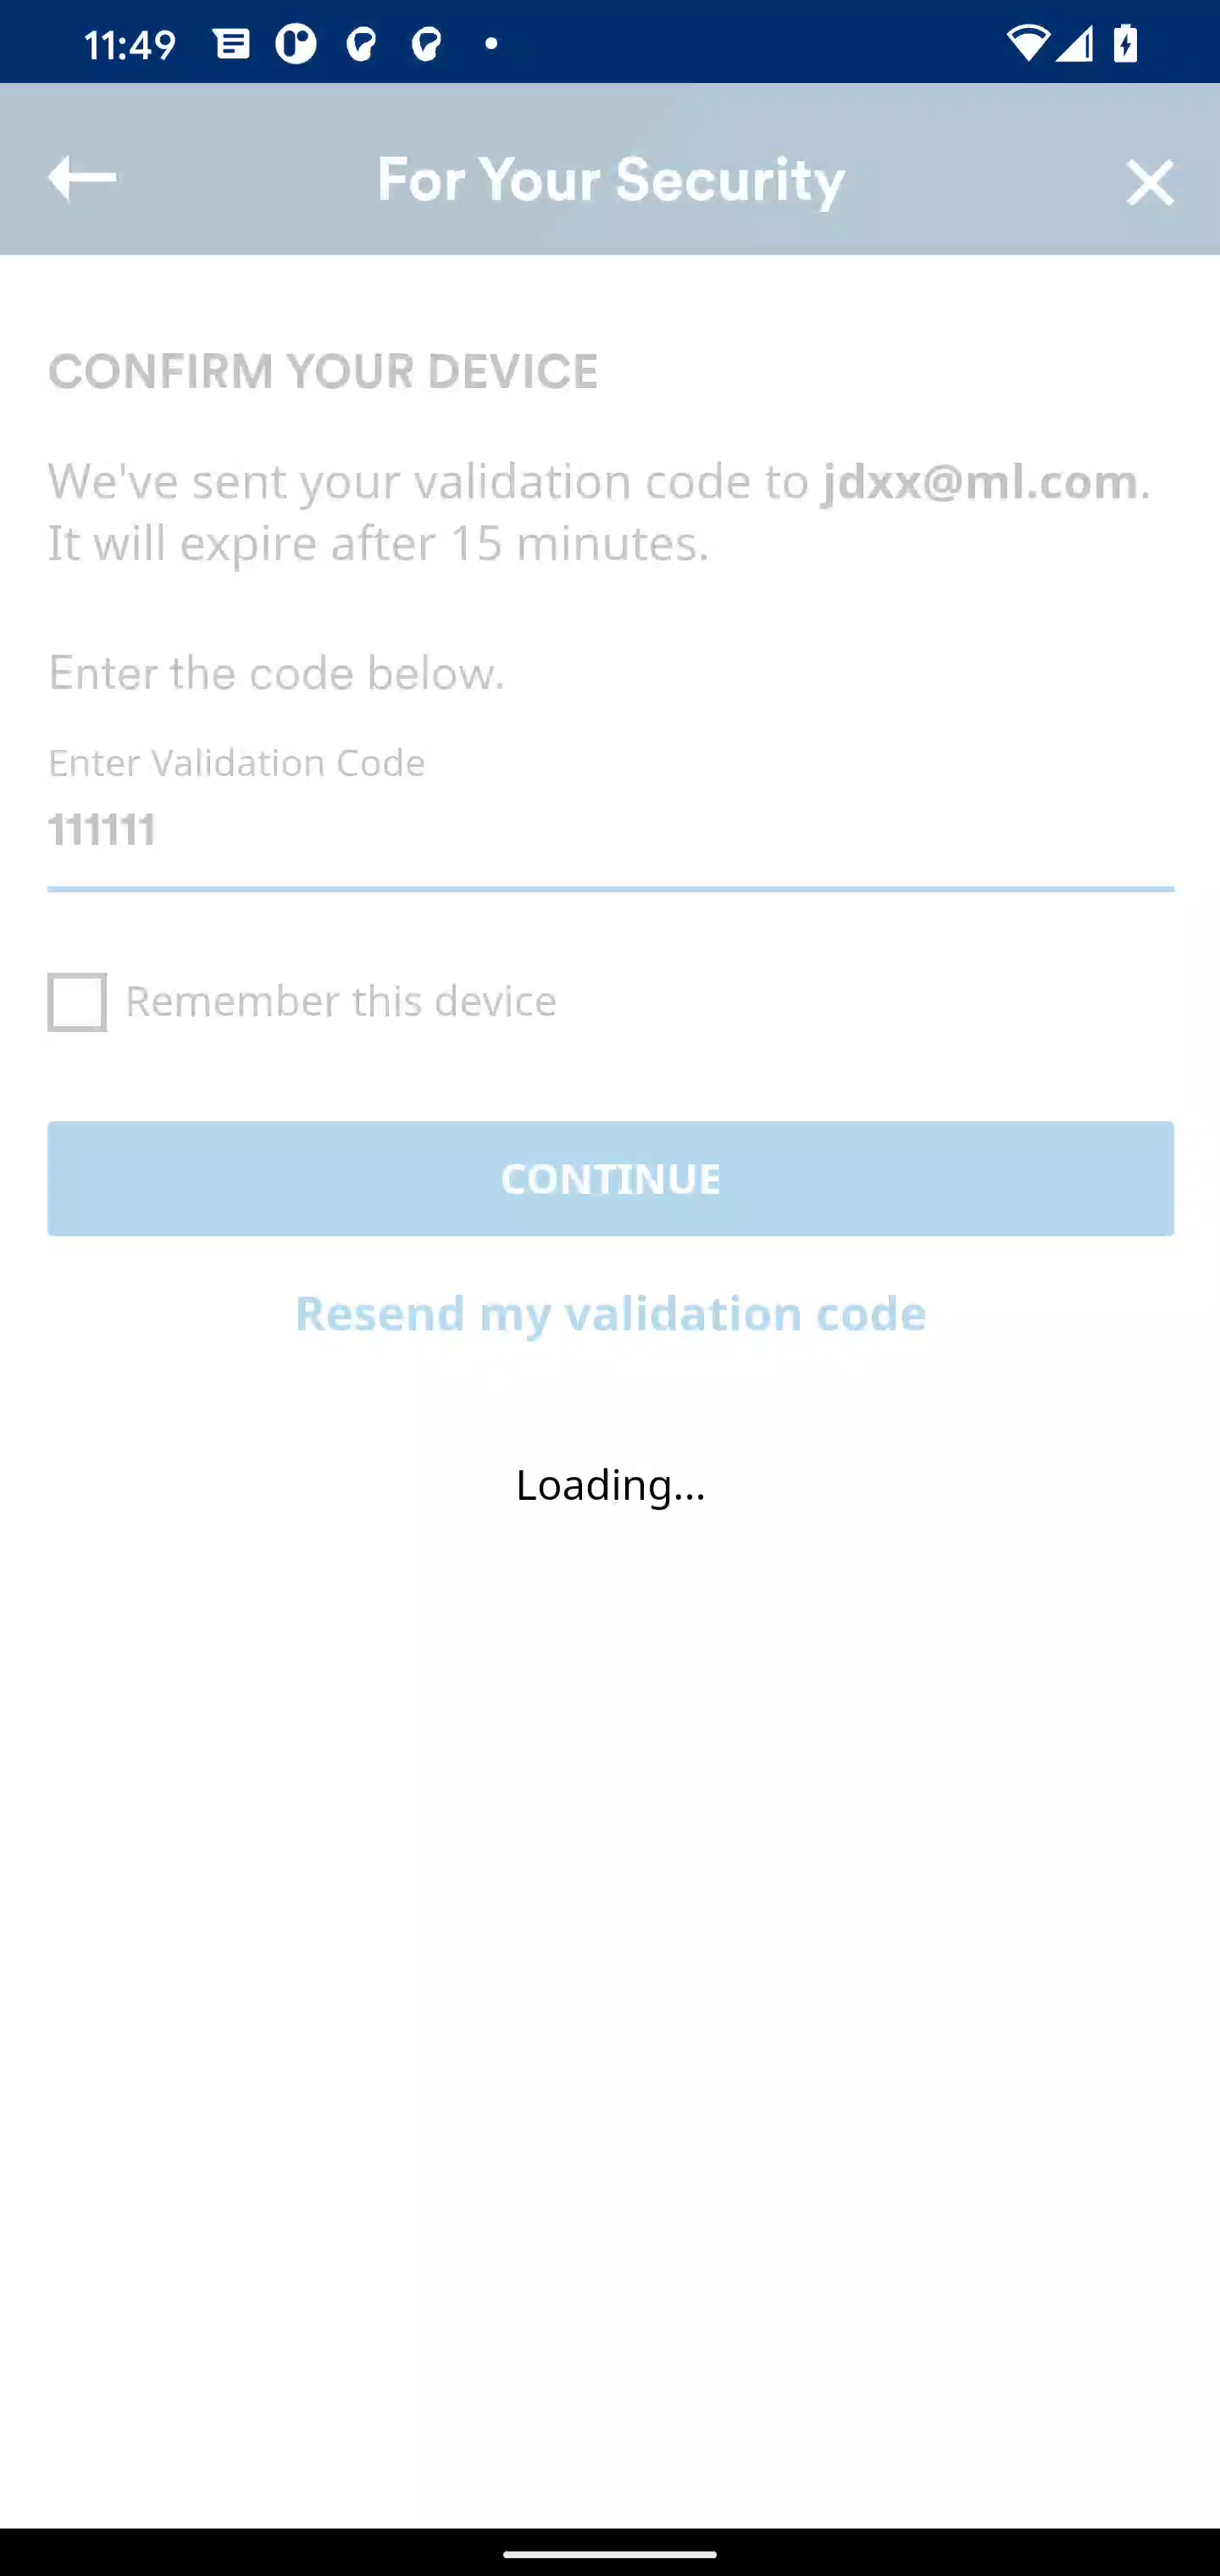 11:49
For Your Security
CONFIRM YOUR DEVICE
We've sent your validation code to jdxx@ml.com.
It will expire after 15 minutes.
Enter the code below.
Enter Validation Code
111111
Remember this device
CONTINUE
Resend my validation code
Loading...